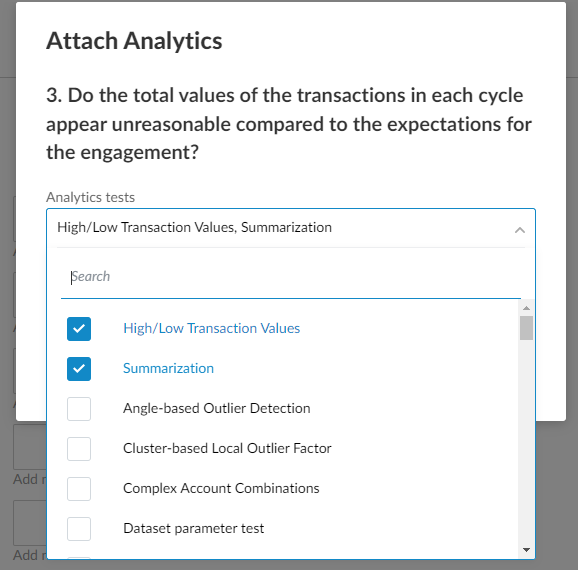 Attach Analytics
3. Do the total values of the transactions in each cycle
appear unreasonable compared to the expectations for
the engagement?
Analytics tests
High/Low Transaction Values, Summarization
Search
High/Low Transaction Values
Summarization
Angle-based Outlier Detection
Cluster-based Local Outlier Factor
Complex Account Combinations
Add
Dataset parameter test
Add